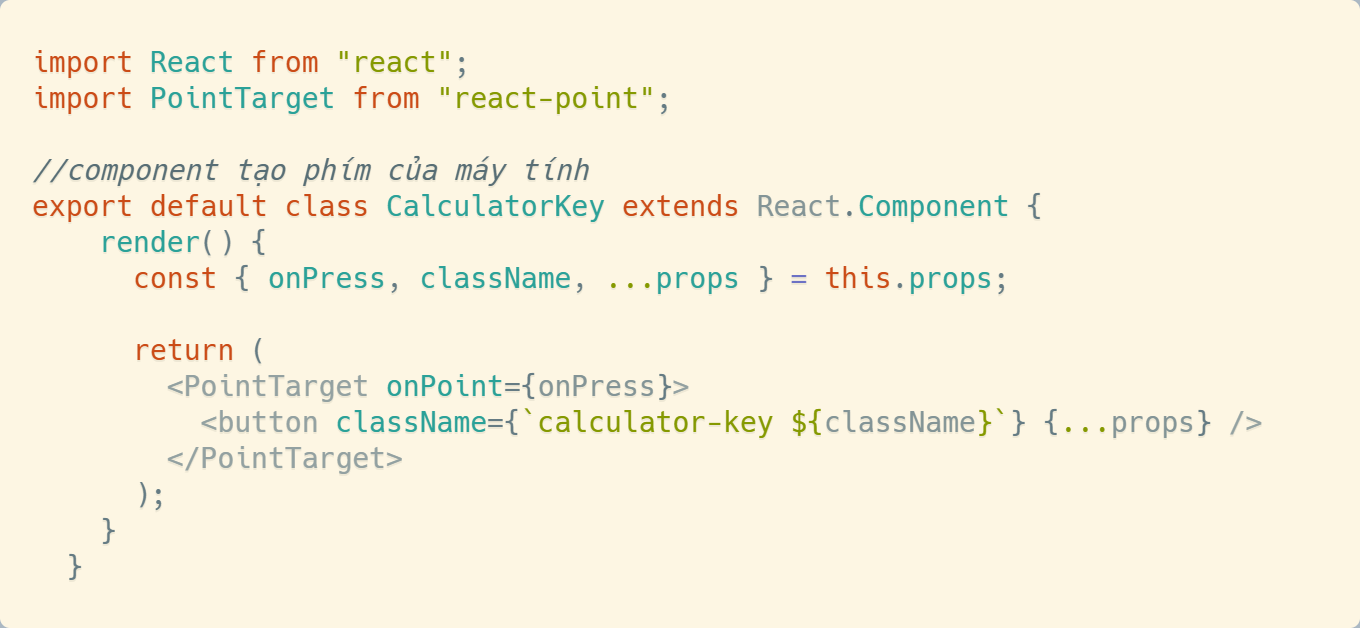 import React from "react";
import PointTarget from "react-point";

//component tạo phím của máy tính
export default class CalculatorKey extends React.Component {
    render() {
      const { onPress, className, ...props } = this.props;

      return (
        <PointTarget onPoint={onPress}>
          <button className={`calculator-key ${className}`} {...props} />
        </PointTarget>
      );
    }
  }